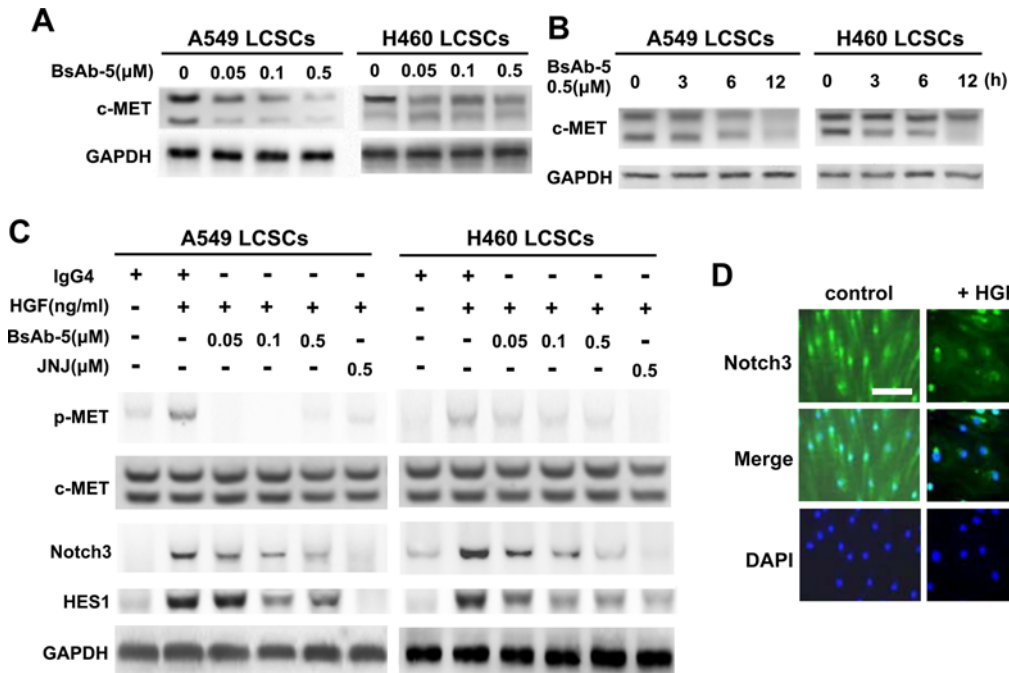 A
A549 LCSCs H460 LCSCs
BsAb-5(μM) 0 0.05 0.1 0.5 0 0.05 0.1 0.5
c-MET
GAPDH
B
A549 LCSCs H460 LCSCs
BsAb-5
0.5(μM) 0 3 6 12 0 3 6 12 (h)
c-MET
GAPDH
C
A549 LCSCs H460 LCSCs
IgG4 + + - - - - + + - - - -
HGF(ng/ml) - + + + + + - + + + + +
BsAb-5(μM) - - 0.05 0.1 0.5 - - - 0.05 0.1 0.5 -
JNJ(μM) - - - - - 0.5 - - - - - 0.5
p-MET
c-MET
Notch3
HES1
GAPDH
D
control + HGF
Notch3
Merge
DAPI